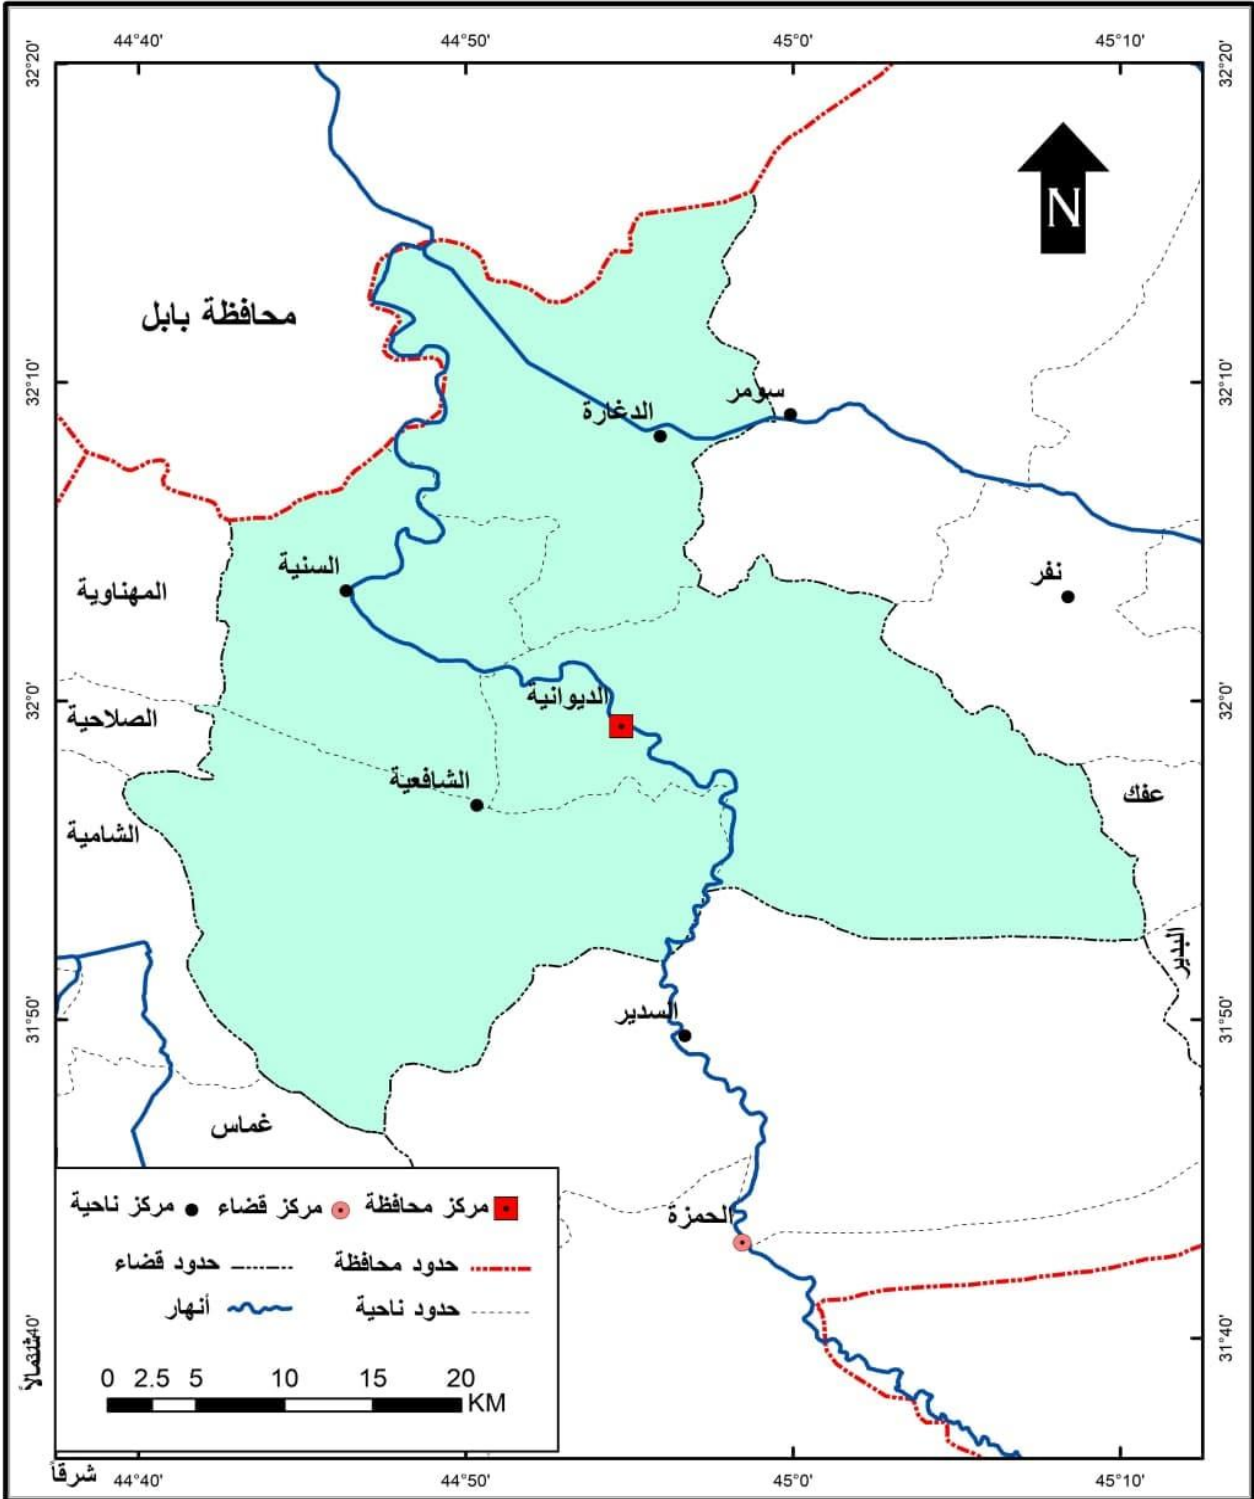 44°40' 44°50' 45°0' 45°10'
32°20' 32°20'
N
محافظة بابل
32°10' 32°10'
سومر
الدغارة
السنية
نفر
المهناوية
32°0' 32°0'
الديوانية
الصلاحية
الشافعية
عفك
الشامية
البدير
31°50' 31°50'
السدير
غماس
مركز محافظة مركز قضاء مركز ناحية
الحمزة
حدود محافظة حدود قضاء
حدود ناحية أنهار
31°40' 31°40'
شمالاً
0 2.5 5 10 15 20
KM
شرقاً
44°40' 44°50' 45°0' 45°10'